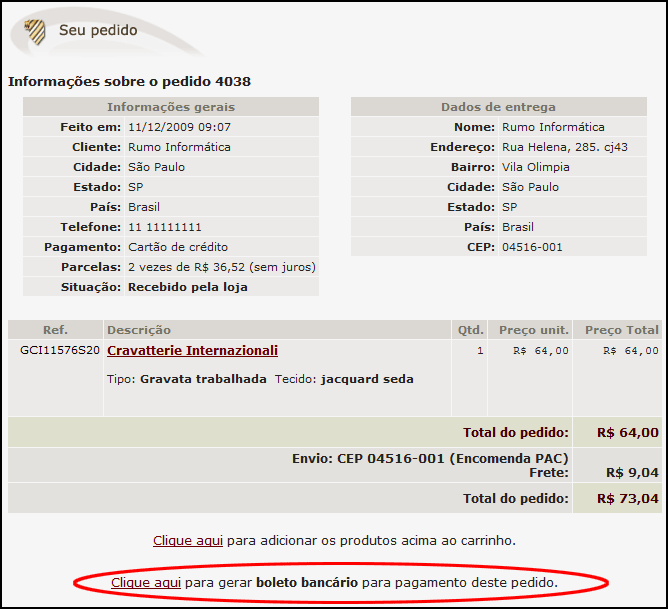 Seu pedido
Informações sobre o pedido 4038
Informações gerais
Feito em: 11/12/2009 09:07
Cliente: Rumo Informática
Cidade: São Paulo
Estado: SP
País: Brasil
Telefone: 11 11111111
Pagamento: Cartão de crédito
Parcelas: 2 vezes de R$ 36,52 (sem juros)
Situação: Recebido pela loja
Dados de entrega
Nome: Rumo Informática
Endereço: Rua Helena, 285. cj43
Bairro: Vila Olimpia
Cidade: São Paulo
Estado: SP
País: Brasil
CEP: 04516-001
Ref. Descrição Qtd. Preço unit. Preço Total
GCI11576S20 Cravatterie Internazionali 1 R$ 64,00 R$ 64,00
Tipo: Gravata trabalhada Tecido: jacquard seda
Total do pedido: R$ 64,00
Envio: CEP 04516-001 (Encomenda PAC)
Frete: R$ 9,04
Total do pedido: R$ 73,04
Clique aqui para adicionar os produtos acima ao carrinho.
Clique aqui para gerar boleto bancário para pagamento deste pedido.